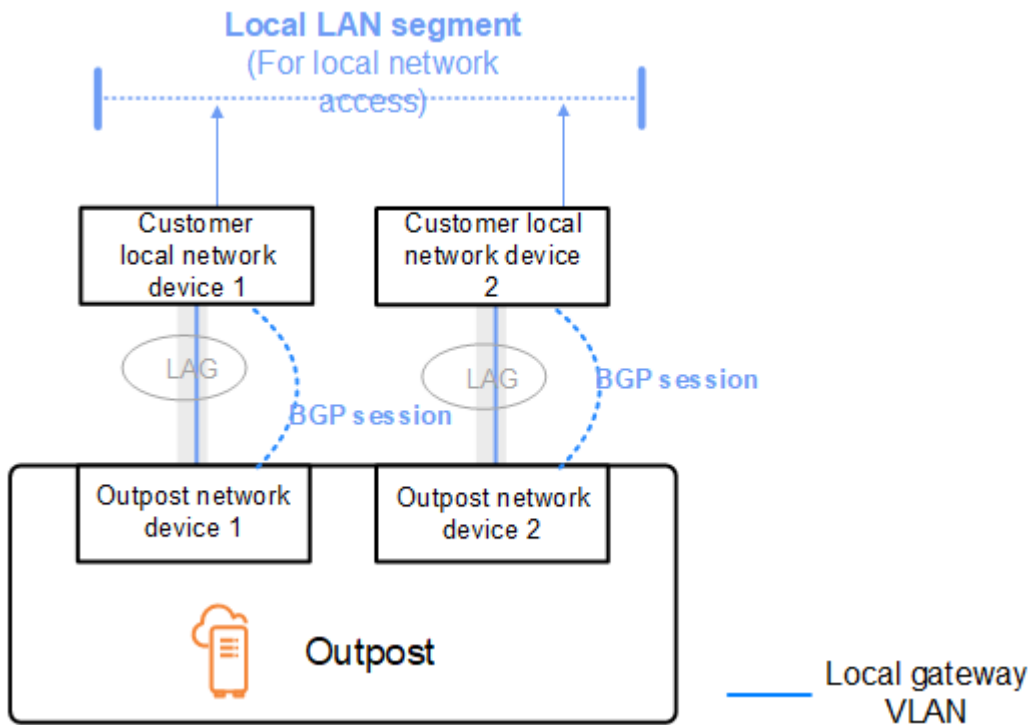 Local LAN segment
(For local network
access)
Customer
local network
device 1
Customer local
network device
2
LAG
LAG
BGP session
BGP session
Outpost network
device 1
Outpost network
device 2
Outpost
Local gateway
VLAN